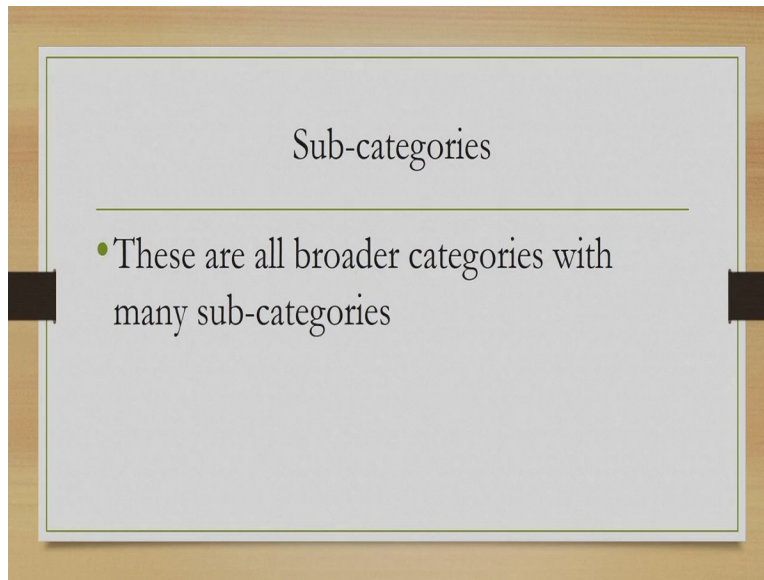 Sub-categories
•These are all broader categories with
many sub-categories